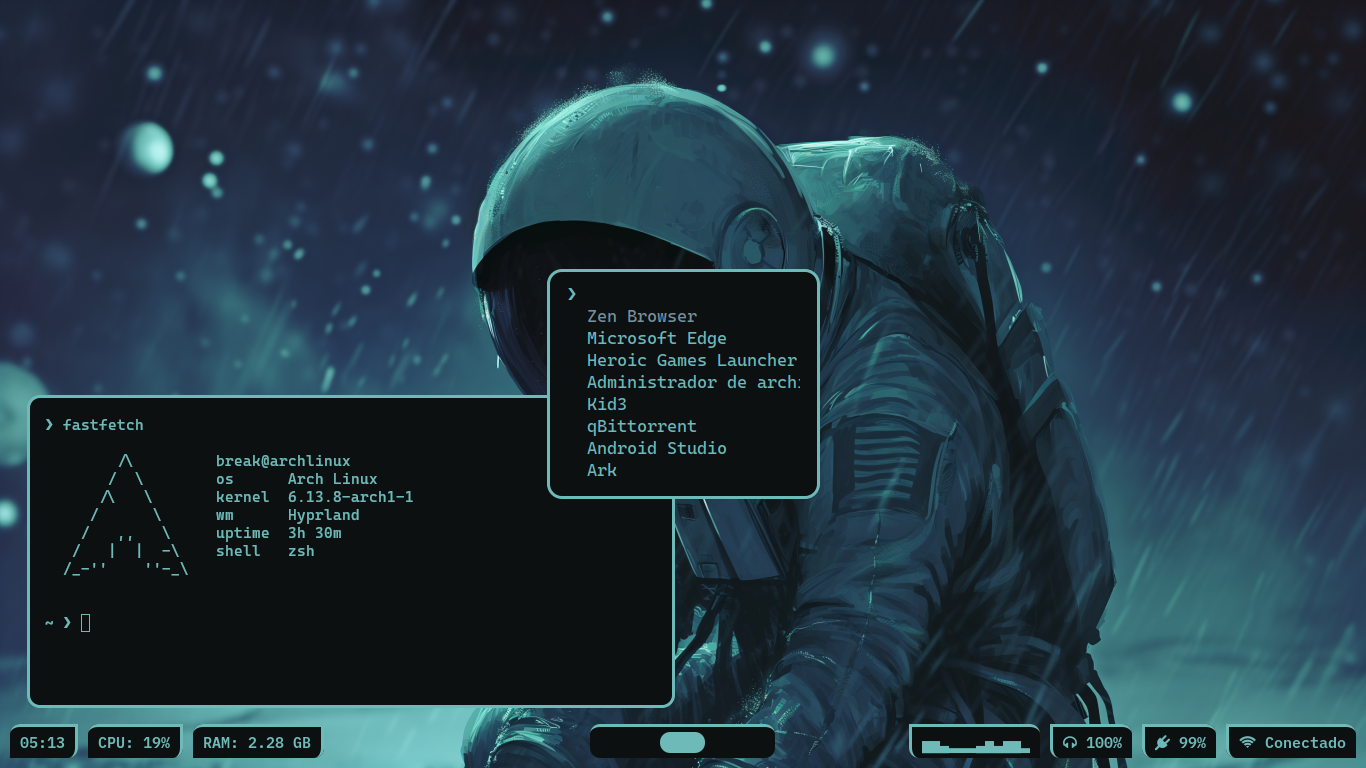 ❯ fastfetch
break@archlinux
os Arch Linux
kernel 6.13.8-arch1-1
wm Hyprland
uptime 3h 30m
shell zsh
~ ❯
❯
Zen Browser
Microsoft Edge
Heroic Games Launcher
Administrador de arch
Kid3
qBittorrent
Android Studio
Ark
05:13 CPU: 19% RAM: 2.28 GB 100% 99% Conectado